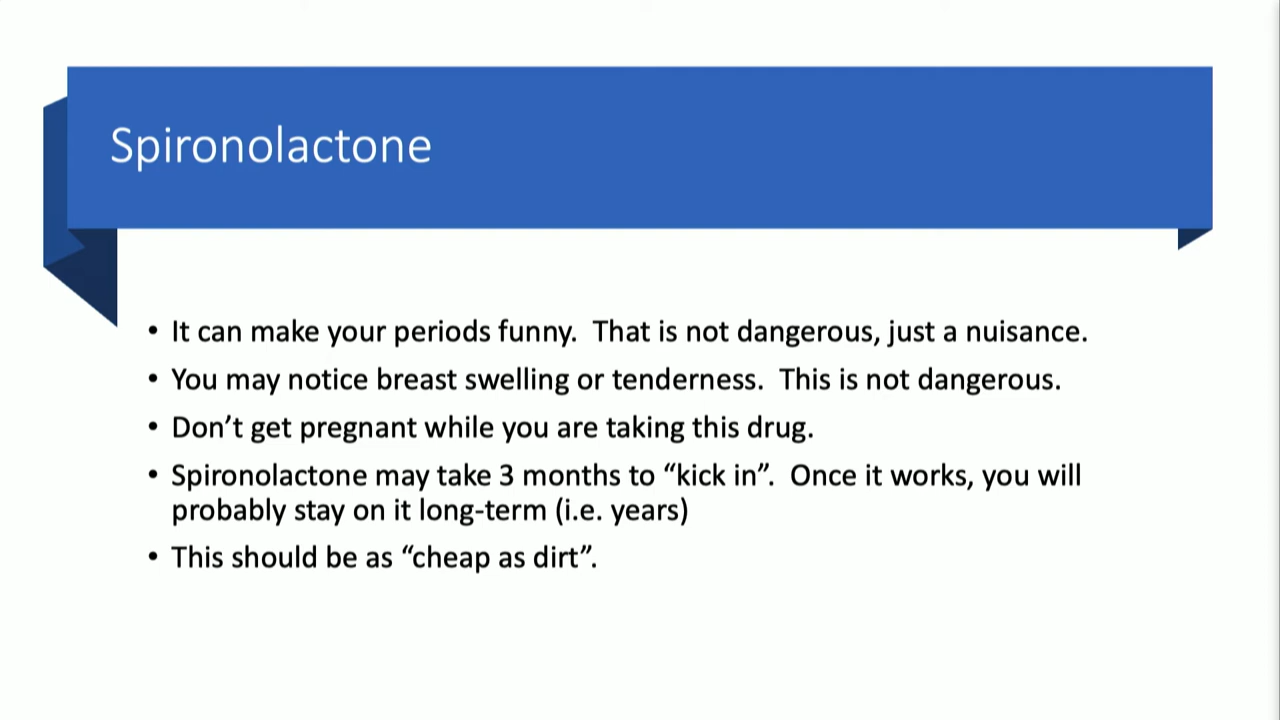 Spironolactone
• It can make your periods funny.  That is not dangerous, just a nuisance.
• You may notice breast swelling or tenderness.  This is not dangerous.
• Don’t get pregnant while you are taking this drug.
• Spironolactone may take 3 months to “kick in”.  Once it works, you will
probably stay on it long-term (i.e. years)
• This should be as “cheap as dirt”.